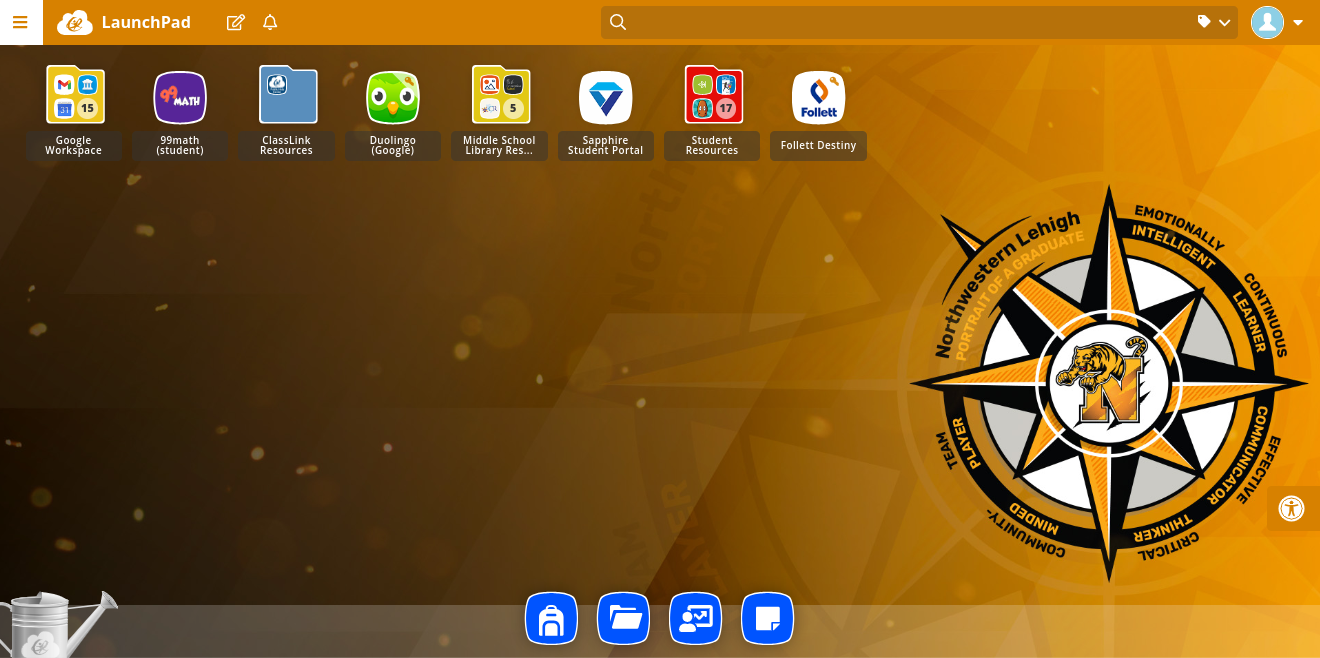 LaunchPad
31
15
5
17
99
MATH
Follett
Google
Workspace
99math
(student)
ClassLink
Resources
Duolingo
(Google)
Middle School
Library Res...
Sapphire
Student Portal
Student
Resources
Follett Destiny
Northwestern Lehigh
PORTRAIT OF A GRADUATE
EMOTIONALLY
INTELLIGENT
CONTINUOUS
LEARNER
EFFECTIVE
COMMUNICATOR
CRITICAL
THINKER
COMMUNITY-
MINDED
TEAM
PLAYER
N